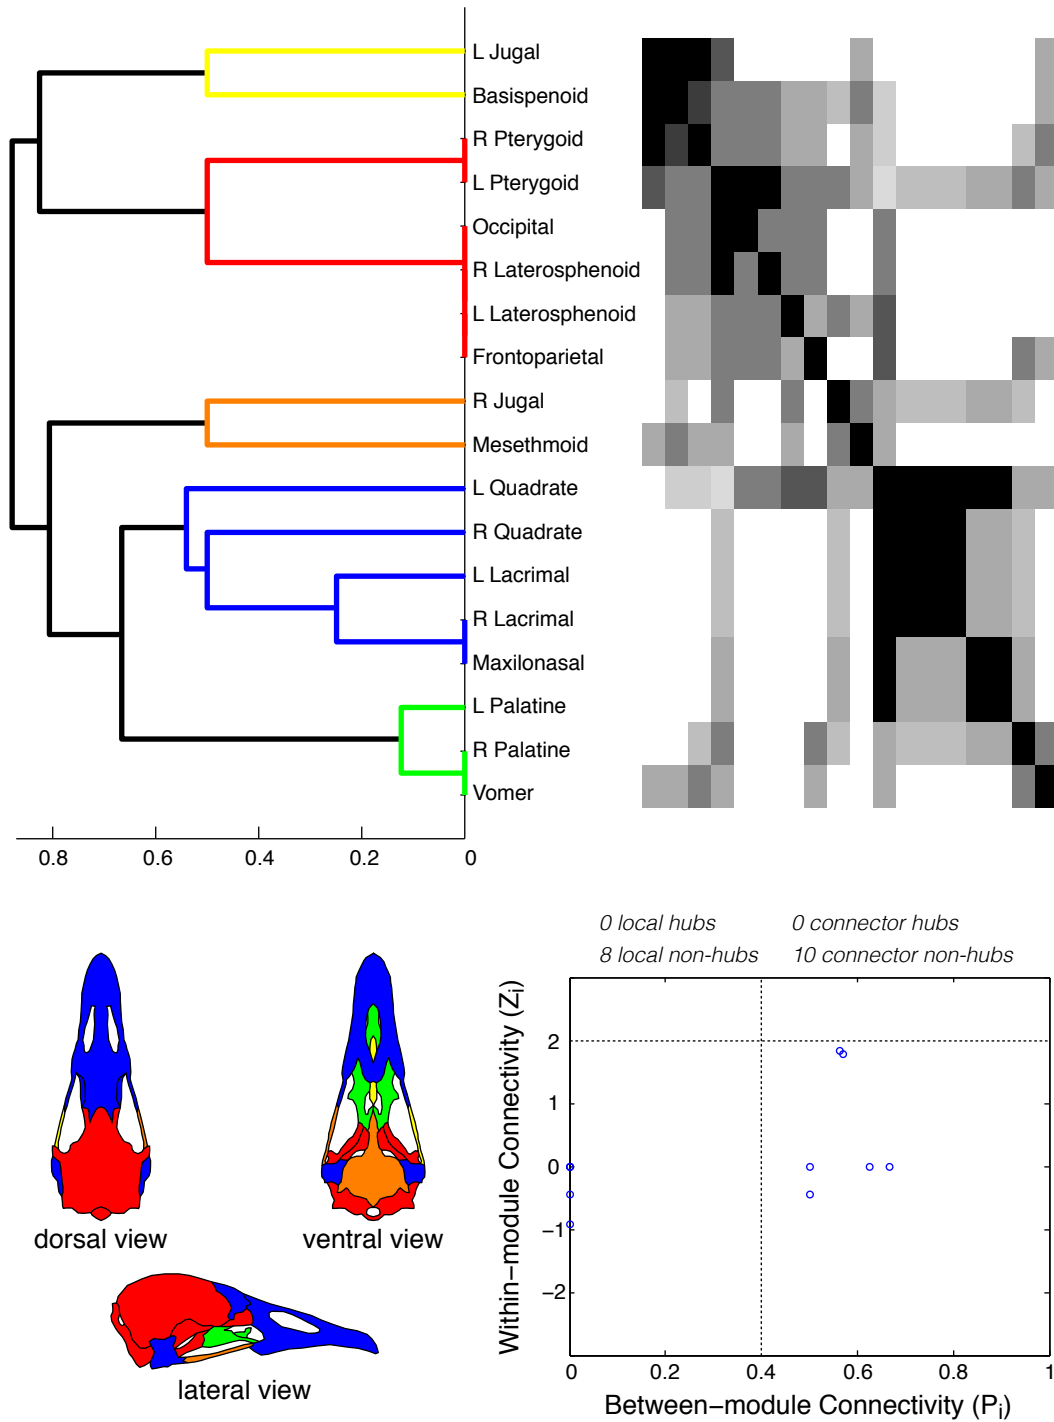 L Jugal
Basispenoid
R Pterygoid
L Pterygoid
Occipital
R Laterosphenoid
L Laterosphenoid
Frontoparietal
R Jugal
Mesethmoid
L Quadrate
R Quadrate
L Lacrimal
R Lacrimal
Maxilonasal
L Palatine
R Palatine
Vomer
0.8 0.6 0.4 0.2 0
0 local hubs 0 connector hubs
8 local non-hubs 10 connector non-hubs
dorsal view
ventral view
lateral view
Within−module Connectivity (Zi)
2
1
0
−1
−2
0 0.2 0.4 0.6 0.8 1
Between−module Connectivity (Pi)